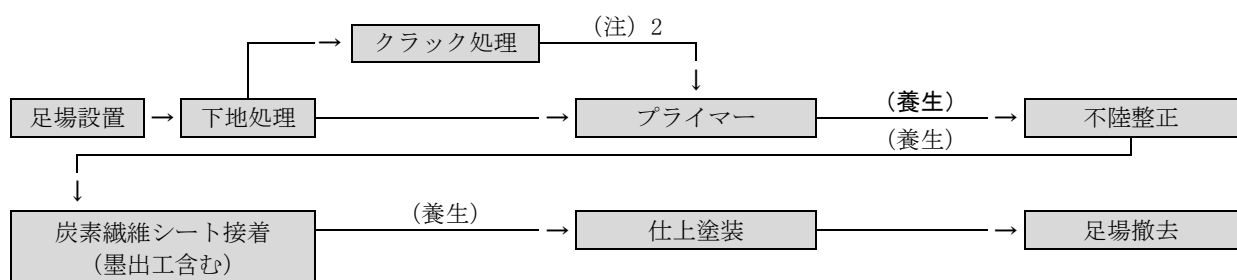 クラック処理
(注) 2
足場設置
下地処理
プライマー
(養生)
不陸整正
(養生)
炭素繊維シート接着
(墨出工含む)
(養生)
仕上塗装
足場撤去